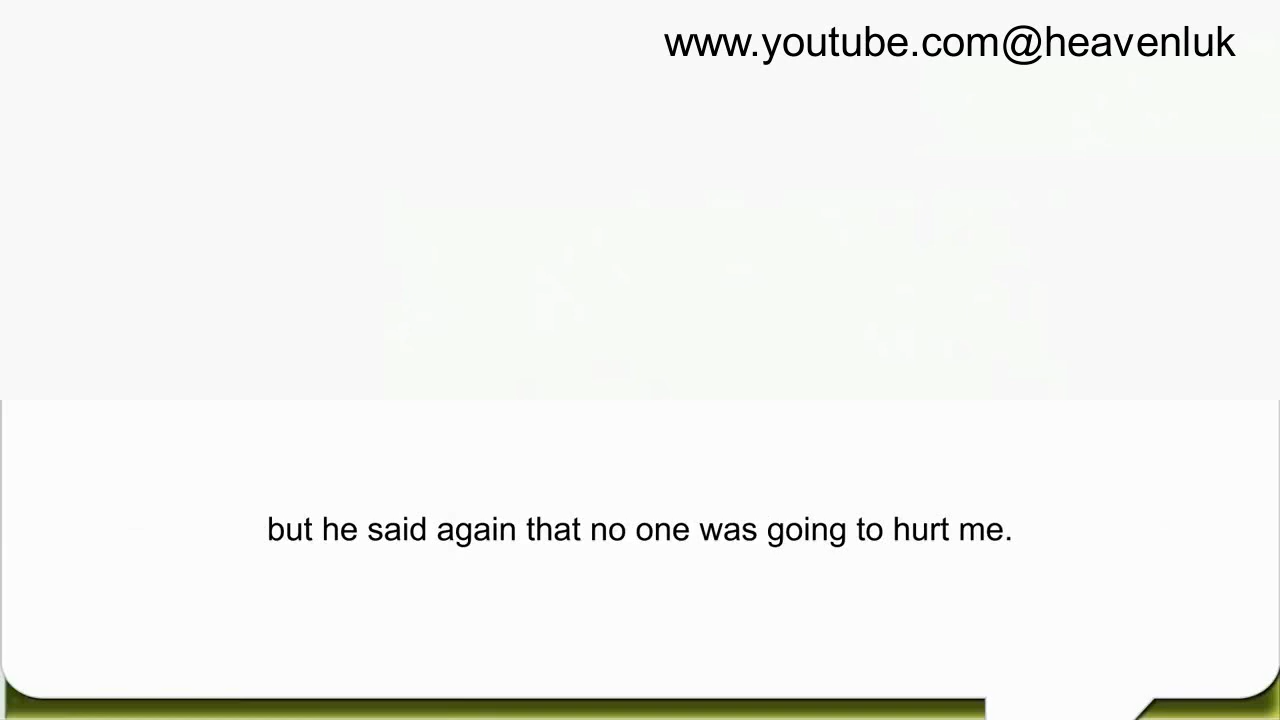 www.youtube.com@heavenluk
but he said again that no one was going to hurt me.